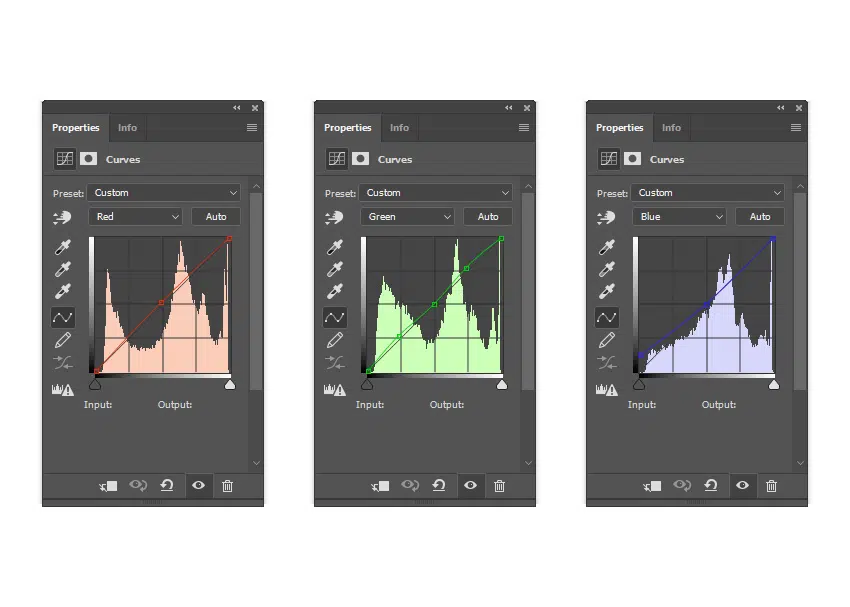 Properties Info
Curves
Preset: Custom
Red Auto
Input: Output:
Properties Info
Curves
Preset: Custom
Green Auto
Input: Output:
Properties Info
Curves
Preset: Custom
Blue Auto
Input: Output: